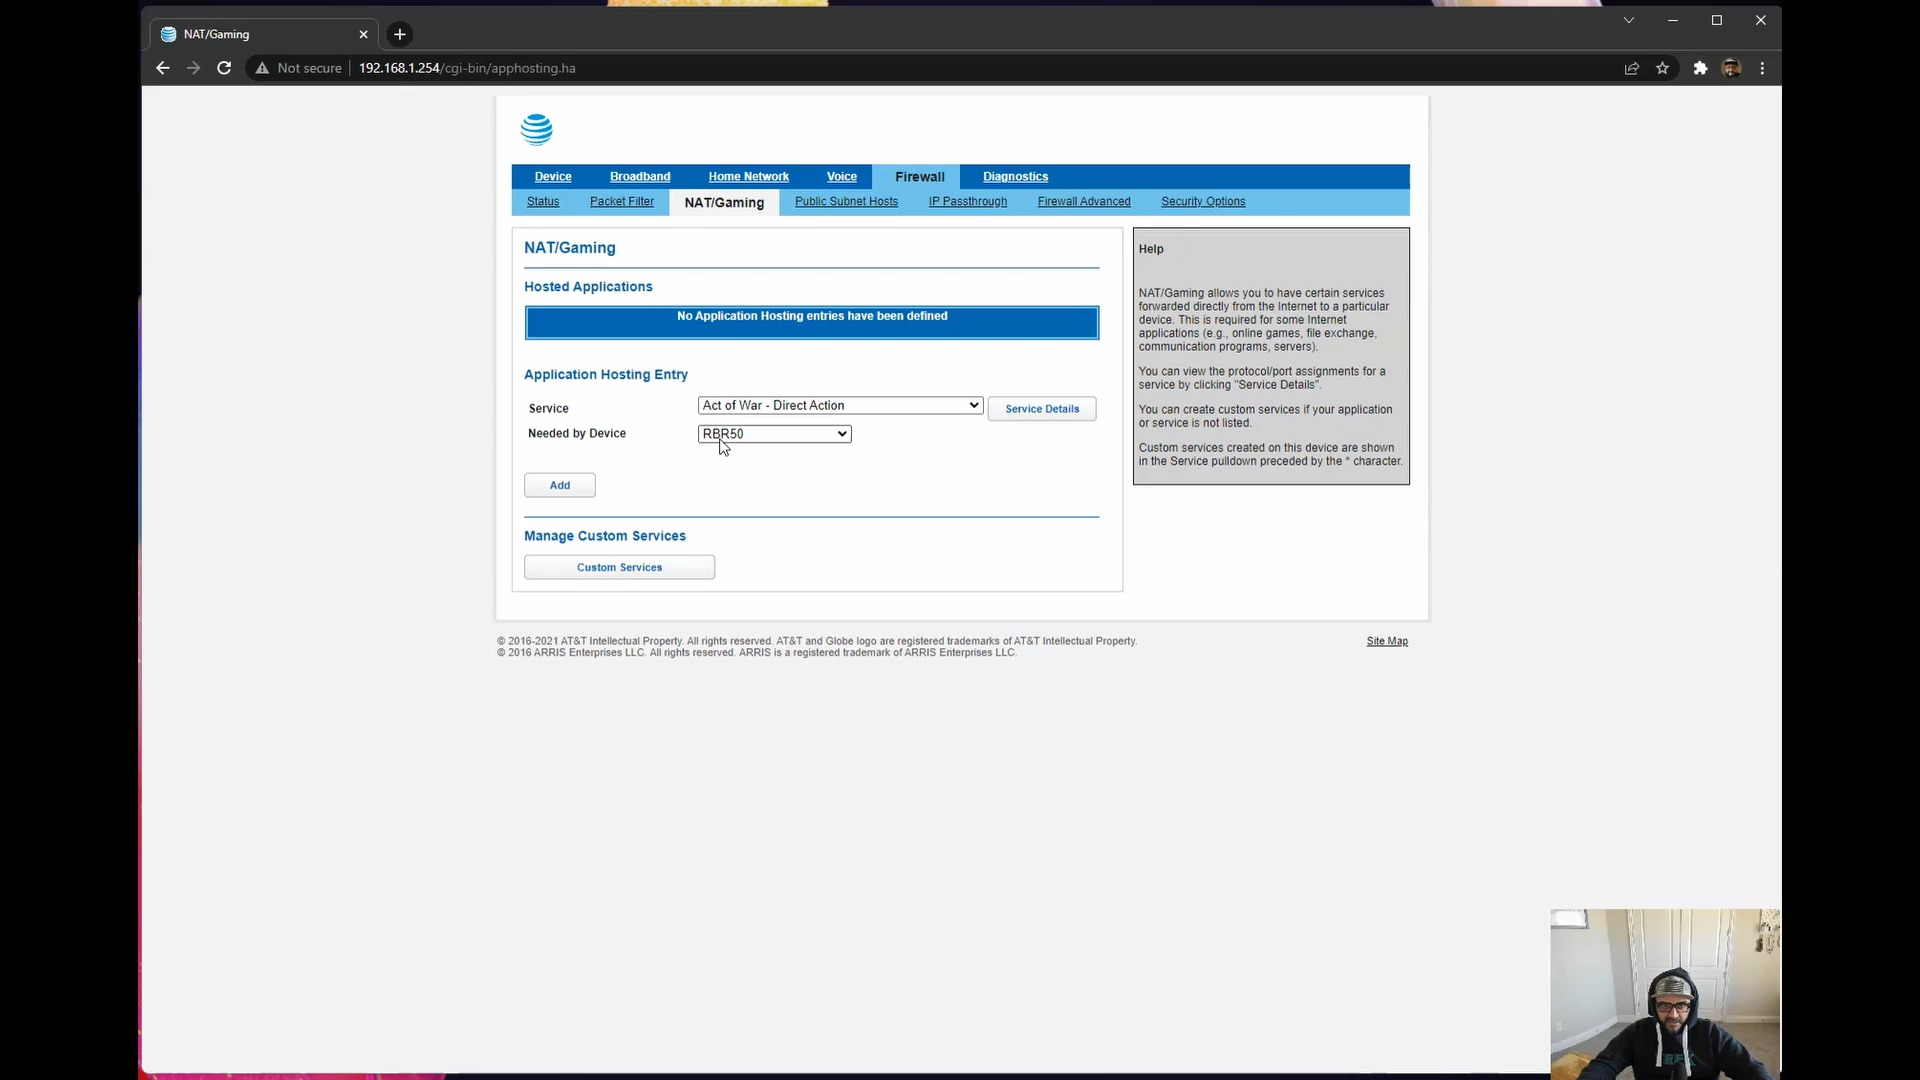 NAT/Gaming
Not secure
192.168.1.254/cgi-bin/apphosting.ha
Device
Broadband
Home Network
Voice
Firewall
Diagnostics
Status
Packet Filter
NAT/Gaming
Public Subnet Hosts
IP Passthrough
Firewall Advanced
Security Options
NAT/Gaming
Hosted Applications
No Application Hosting entries have been defined
Application Hosting Entry
Service
Act of War - Direct Action
Service Details
Needed by Device
RBR50
Add
Manage Custom Services
Custom Services
Help
NAT/Gaming allows you to have certain services
forwarded directly from the Internet to a particular
device. This is required for some Internet
applications (e.g., online games, file exchange,
communication programs, servers).
You can view the protocol/port assignments for a
service by clicking "Service Details".
You can create custom services if your application
or service is not listed.
Custom services created on this device are shown
in the Service pulldown preceded by the * character.
© 2016-2021 AT&T Intellectual Property. All rights reserved. AT&T and Globe logo are registered trademarks of AT&T Intellectual Property.
© 2016 ARRIS Enterprises LLC. All rights reserved. ARRIS is a registered trademark of ARRIS Enterprises LLC.
Site Map